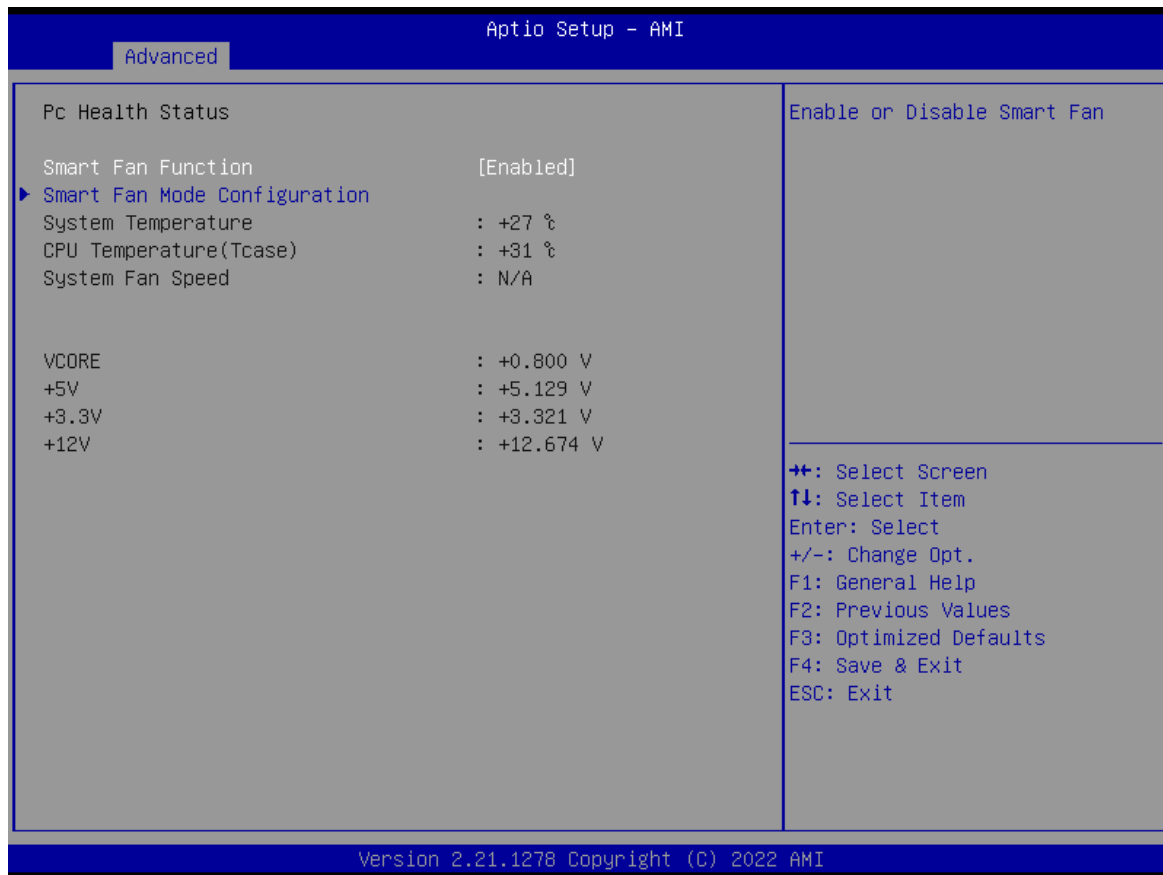 Aptio Setup – AMI
Advanced
Pc Health Status
Smart Fan Function [Enabled]
Smart Fan Mode Configuration
System Temperature : +27 ℃
CPU Temperature(Tcase) : +31 ℃
System Fan Speed : N/A
VCORE : +0.800 V
+5V : +5.129 V
+3.3V : +3.321 V
+12V : +12.674 V
Enable or Disable Smart Fan
→←: Select Screen
↑↓: Select Item
Enter: Select
+/-: Change Opt.
F1: General Help
F2: Previous Values
F3: Optimized Defaults
F4: Save & Exit
ESC: Exit
Version 2.21.1278 Copyright (C) 2022 AMI